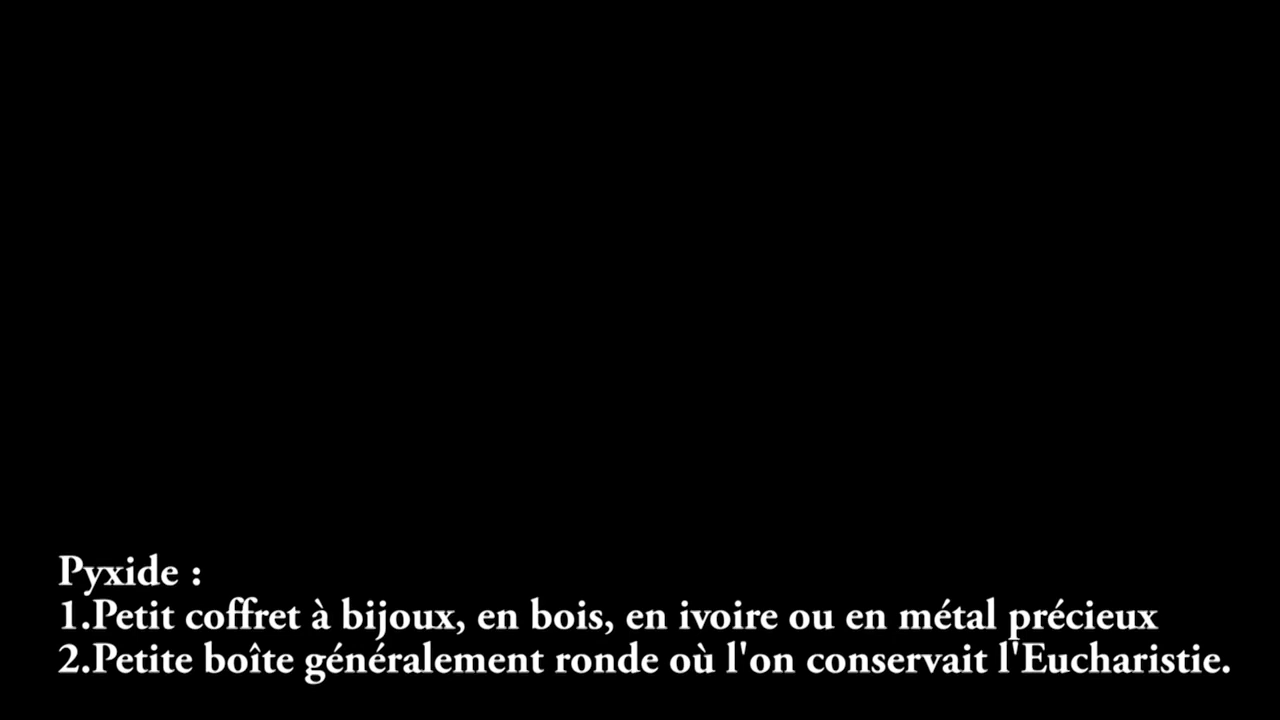 Pyxide :
1.Petit coffret à bijoux, en bois, en ivoire ou en métal précieux
2.Petite boîte généralement ronde où l'on conservait l'Eucharistie.